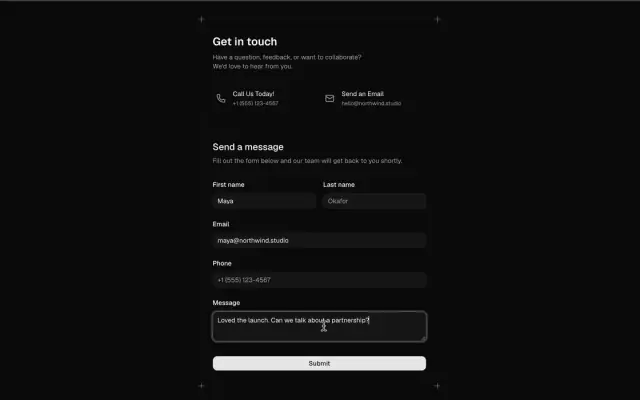 Get in touch
Have a question, feedback, or want to collaborate?
We'd love to hear from you.
Call Us Today!
+1 (555) 123-4567
Send an Email
hello@northwind.studio
Send a message
Fill out the form below and our team will get back to you shortly.
First name
Last name
Maya
Okafor
Email
maya@northwind.studio
Phone
+1 (555) 123-4567
Message
Loved the launch. Can we talk about a partnership?
Submit